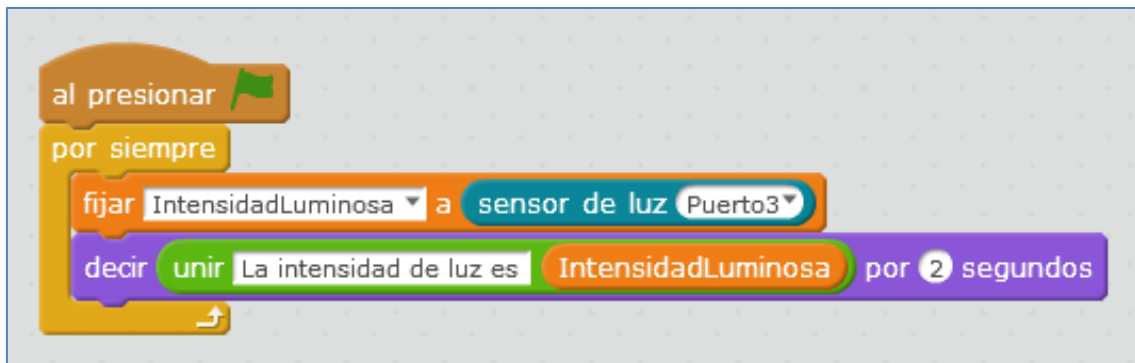 al presionar
por siempre
fijar IntensidadLuminosa a sensor de luz Puerto3
decir unir La intensidad de luz es IntensidadLuminosa por 2 segundos